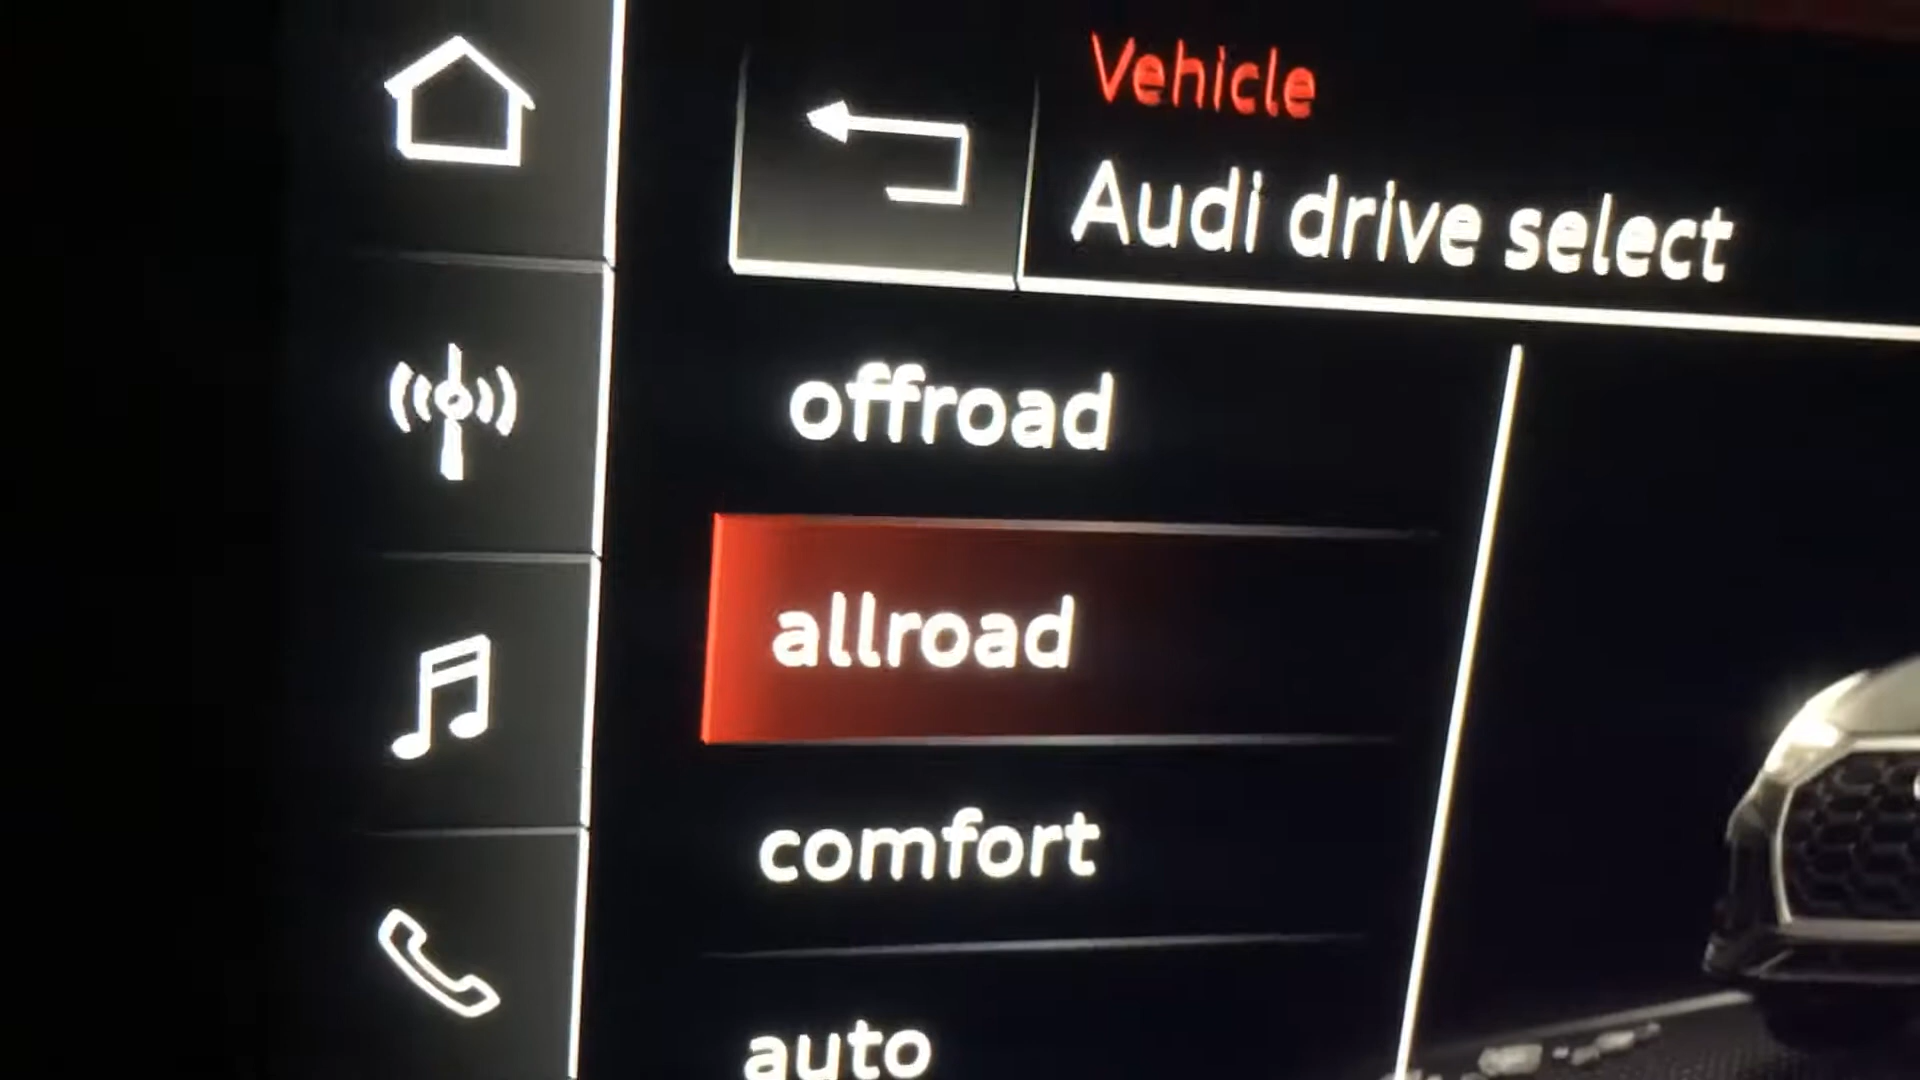 Vehicle
Audi drive select
offroad
allroad
comfort
auto